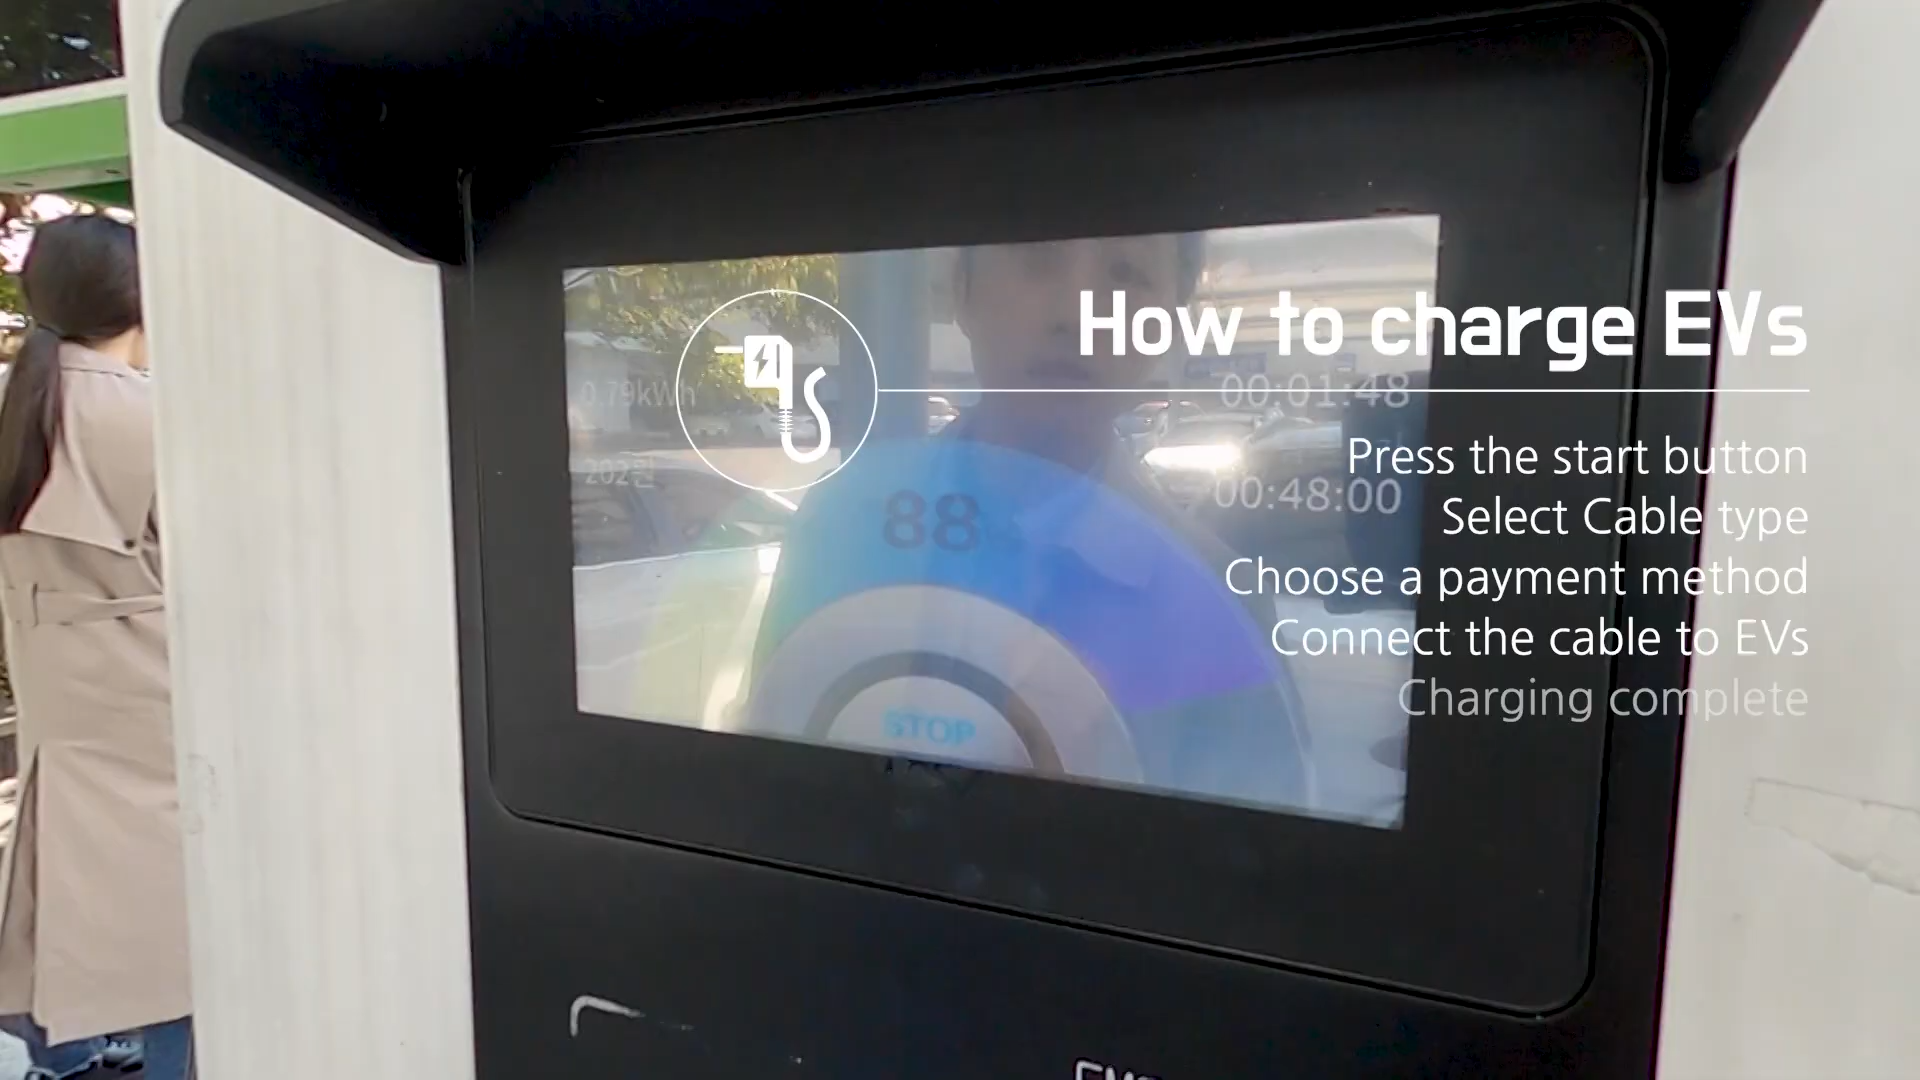 How to charge EVs
0.79kWh
00:01:48
Press the start button
202원
00:48:00
Select Cable type
88
Choose a payment method
Connect the cable to EVs
Charging complete
STOP